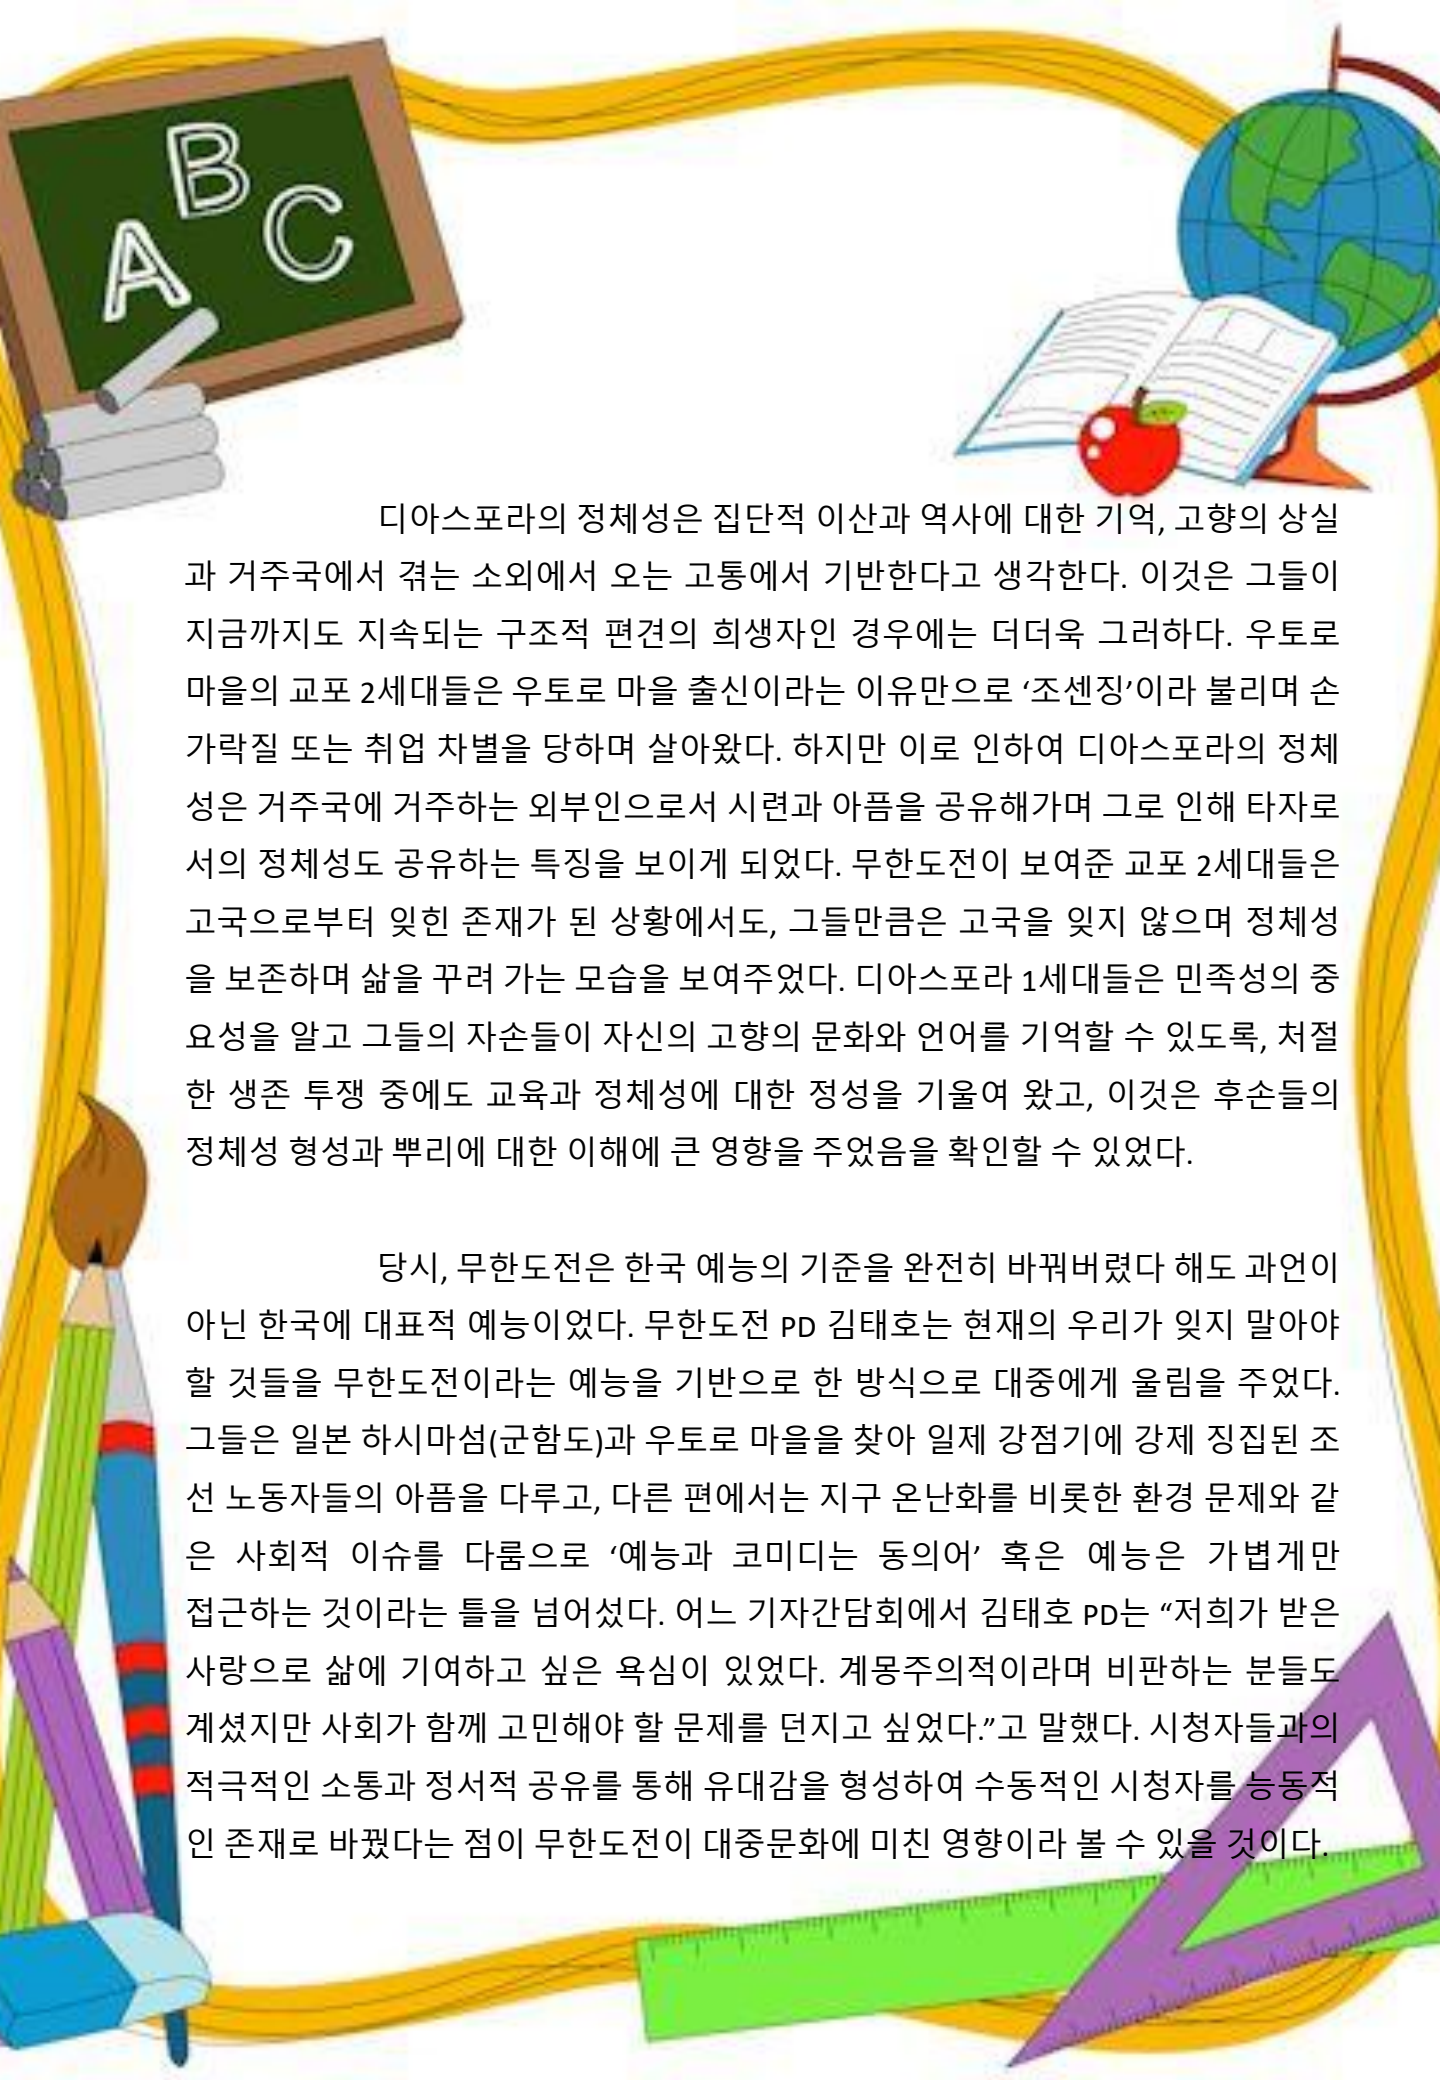 A B C
디아스포라의 정체성은 집단적 이산과 역사에 대한 기억, 고향의 상실
과 거주국에서 겪는 소외에서 오는 고통에서 기반한다고 생각한다. 이것은 그들이
지금까지도 지속되는 구조적 편견의 희생자인 경우에는 더더욱 그러하다. 우토로
마을의 교포 2세대들은 우토로 마을 출신이라는 이유만으로 ‘조센징’이라 불리며 손
가락질 또는 취업 차별을 당하며 살아왔다. 하지만 이로 인하여 디아스포라의 정체
성은 거주국에 거주하는 외부인으로서 시련과 아픔을 공유해가며 그로 인해 타자로
서의 정체성도 공유하는 특징을 보이게 되었다. 무한도전이 보여준 교포 2세대들은
고국으로부터 잊힌 존재가 된 상황에서도, 그들만큼은 고국을 잊지 않으며 정체성
을 보존하며 삶을 꾸려 가는 모습을 보여주었다. 디아스포라 1세대들은 민족성의 중
요성을 알고 그들의 자손들이 자신의 고향의 문화와 언어를 기억할 수 있도록, 처절
한 생존 투쟁 중에도 교육과 정체성에 대한 정성을 기울여 왔고, 이것은 후손들의
정체성 형성과 뿌리에 대한 이해에 큰 영향을 주었음을 확인할 수 있었다.
당시, 무한도전은 한국 예능의 기준을 완전히 바꿔버렸다 해도 과언이
아닌 한국에 대표적 예능이었다. 무한도전 PD 김태호는 현재의 우리가 잊지 말아야
할 것들을 무한도전이라는 예능을 기반으로 한 방식으로 대중에게 울림을 주었다.
그들은 일본 하시마섬(군함도)과 우토로 마을을 찾아 일제 강점기에 강제 징집된 조
선 노동자들의 아픔을 다루고, 다른 편에서는 지구 온난화를 비롯한 환경 문제와 같
은 사회적 이슈를 다룸으로 ‘예능과 코미디는 동의어’ 혹은 예능은 가볍게만
접근하는 것이라는 틀을 넘어섰다. 어느 기자간담회에서 김태호 PD는 “저희가 받은
사랑으로 삶에 기여하고 싶은 욕심이 있었다. 계몽주의적이라며 비판하는 분들도
계셨지만 사회가 함께 고민해야 할 문제를 던지고 싶었다.”고 말했다. 시청자들과의
적극적인 소통과 정서적 공유를 통해 유대감을 형성하여 수동적인 시청자를 능동적
인 존재로 바꿨다는 점이 무한도전이 대중문화에 미친 영향이라 볼 수 있을 것이다.